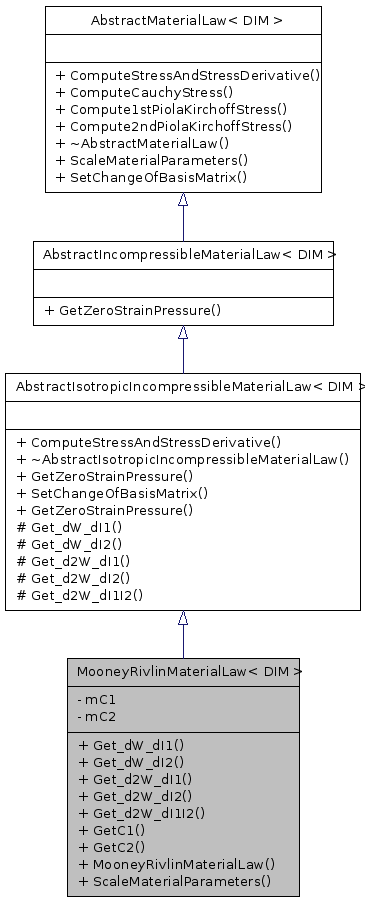 AbstractMaterialLaw< DIM >
+ ComputeStressAndStressDerivative()
+ ComputeCauchyStress()
+ Compute1stPiolaKirchoffStress()
+ Compute2ndPiolaKirchoffStress()
+ ~AbstractMaterialLaw()
+ ScaleMaterialParameters()
+ SetChangeOfBasisMatrix()
AbstractIncompressibleMaterialLaw< DIM >
+ GetZeroStrainPressure()
AbstractIsotropicIncompressibleMaterialLaw< DIM >
+ ComputeStressAndStressDerivative()
+ ~AbstractIsotropicIncompressibleMaterialLaw()
+ GetZeroStrainPressure()
+ SetChangeOfBasisMatrix()
+ GetZeroStrainPressure()
# Get_dW_dI1()
# Get_dW_dI2()
# Get_d2W_dI1()
# Get_d2W_dI2()
# Get_d2W_dI1I2()
MooneyRivlinMaterialLaw< DIM >
- mC1
- mC2
+ Get_dW_dI1()
+ Get_dW_dI2()
+ Get_d2W_dI1()
+ Get_d2W_dI2()
+ Get_d2W_dI1I2()
+ GetC1()
+ GetC2()
+ MooneyRivlinMaterialLaw()
+ ScaleMaterialParameters()